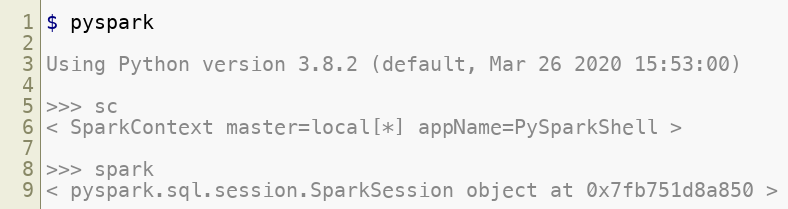 1 $ pyspark
2
3 Using Python version 3.8.2 (default, Mar 26 2020 15:53:00)
4
5 >>> sc
6 < SparkContext master=local[*] appName=PySparkShell >
7
8 >>> spark
9 < pyspark.sql.session.SparkSession object at 0x7fb751d8a850 >